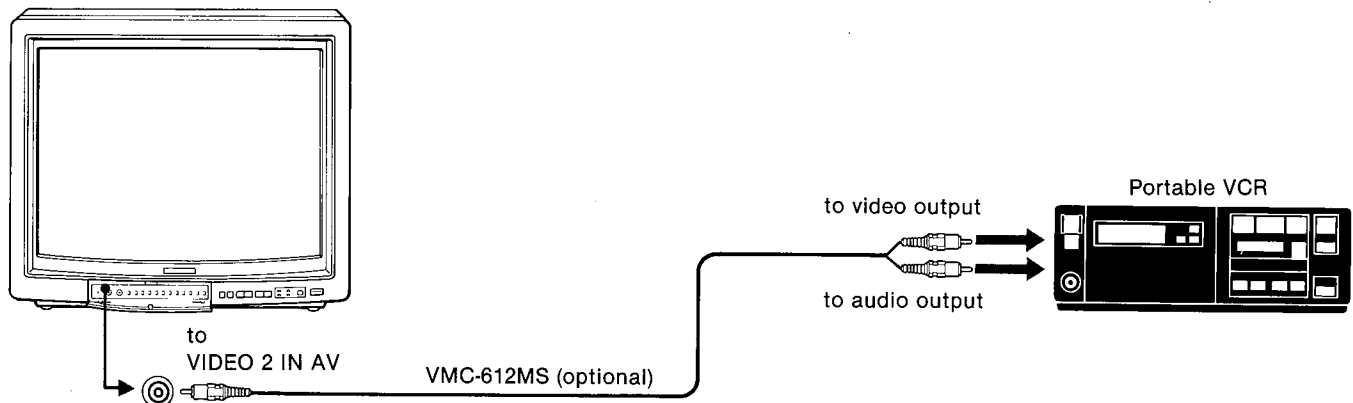 Portable VCR
to video output
to audio output
to
VIDEO 2 IN AV
VMC-612MS (optional)